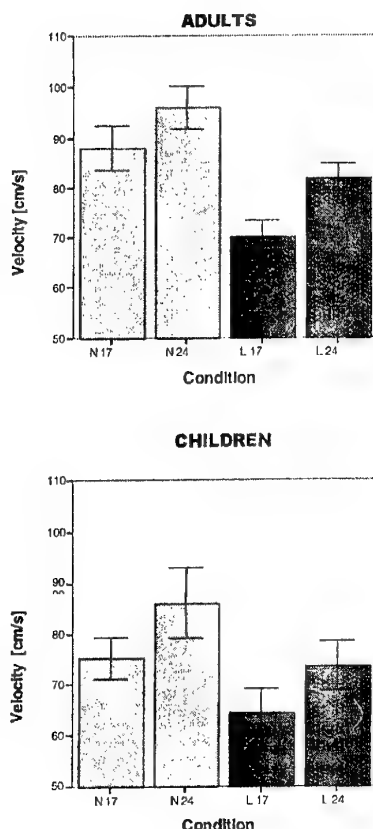 ADULTS
110
100
90
80
70
60
50
Velocity [cm/s]
N 17 N 24 L 17 L 24
Condition
CHILDREN
110
100
90
80
70
60
50
Velocity [cm/s]
N 17 N 24 L 17 L 24
Condition